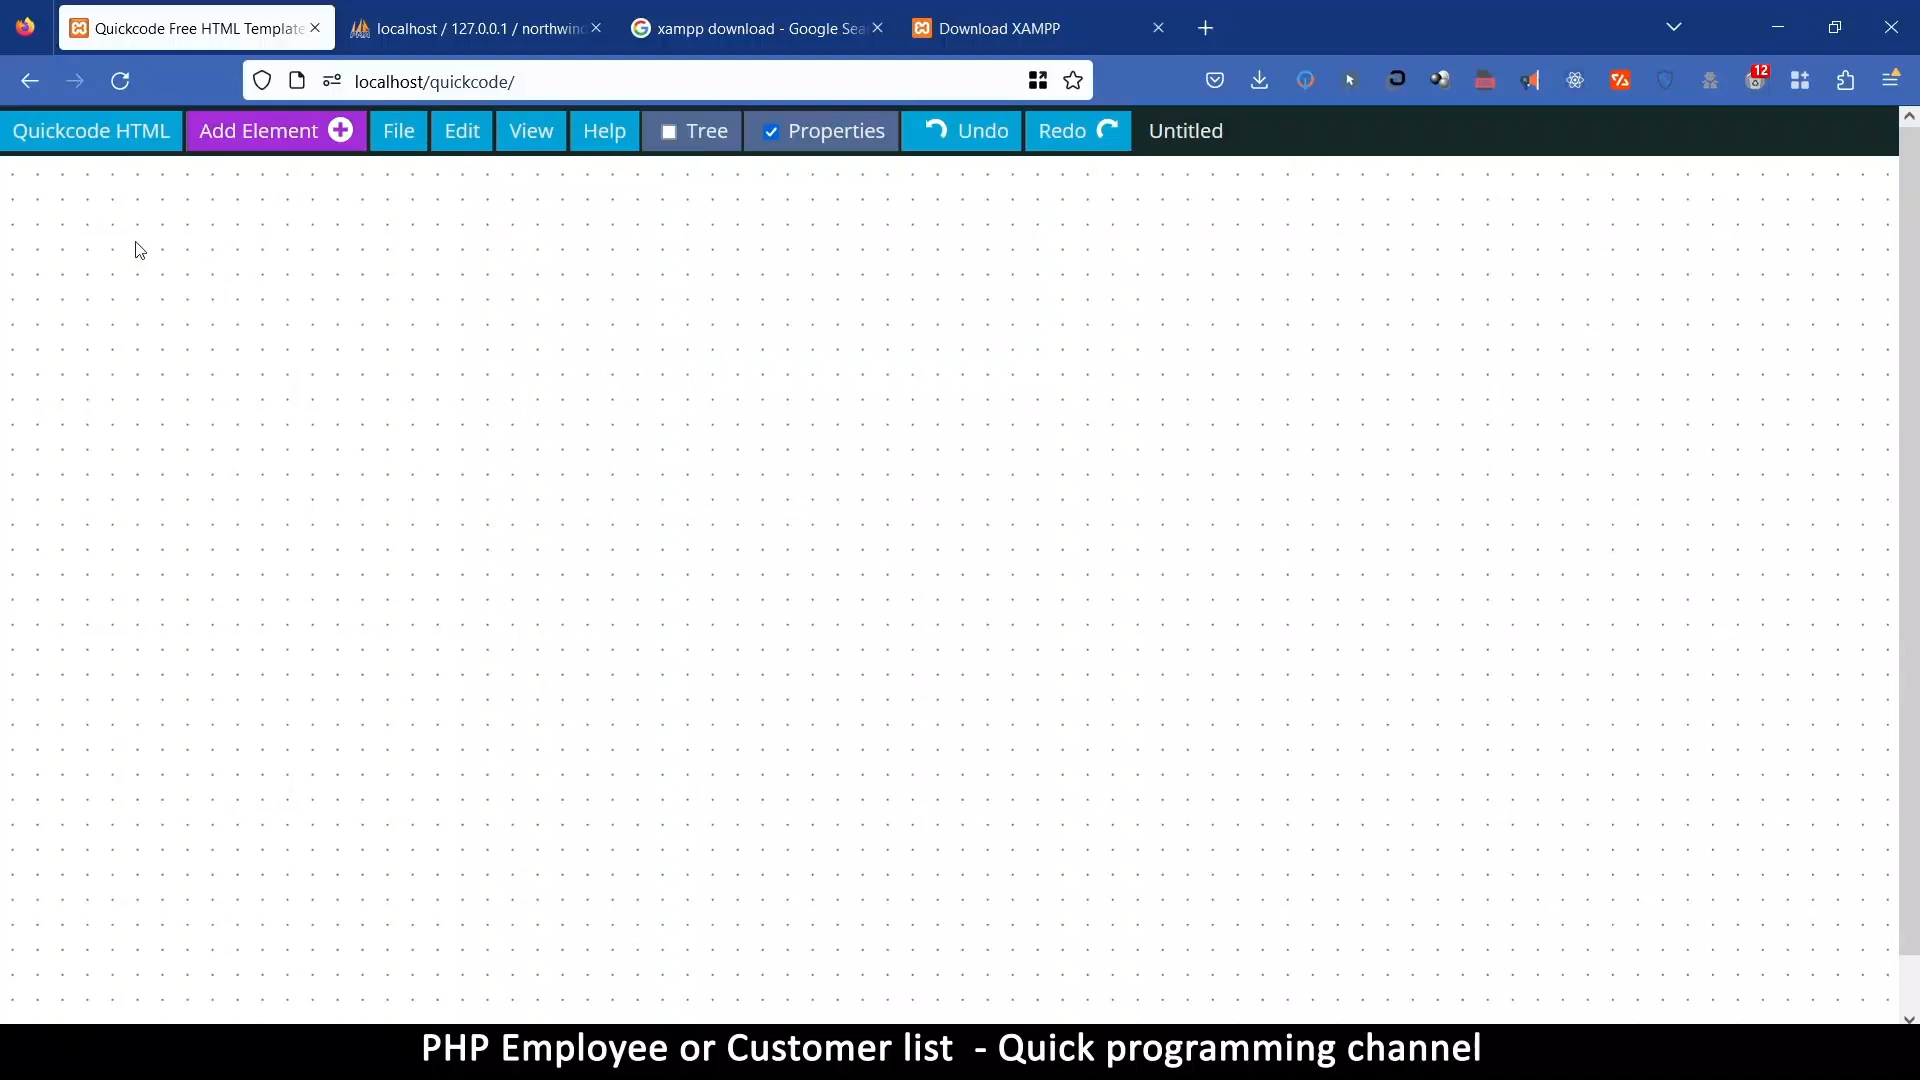 Quickcode Free HTML Template
localhost / 127.0.0.1 / northwind
xampp download - Google Sea
Download XAMPP
localhost/quickcode/
12
Quickcode HTML
Add Element
File
Edit
View
Help
Tree
Properties
Undo
Redo
Untitled
PHP Employee or Customer list - Quick programming channel